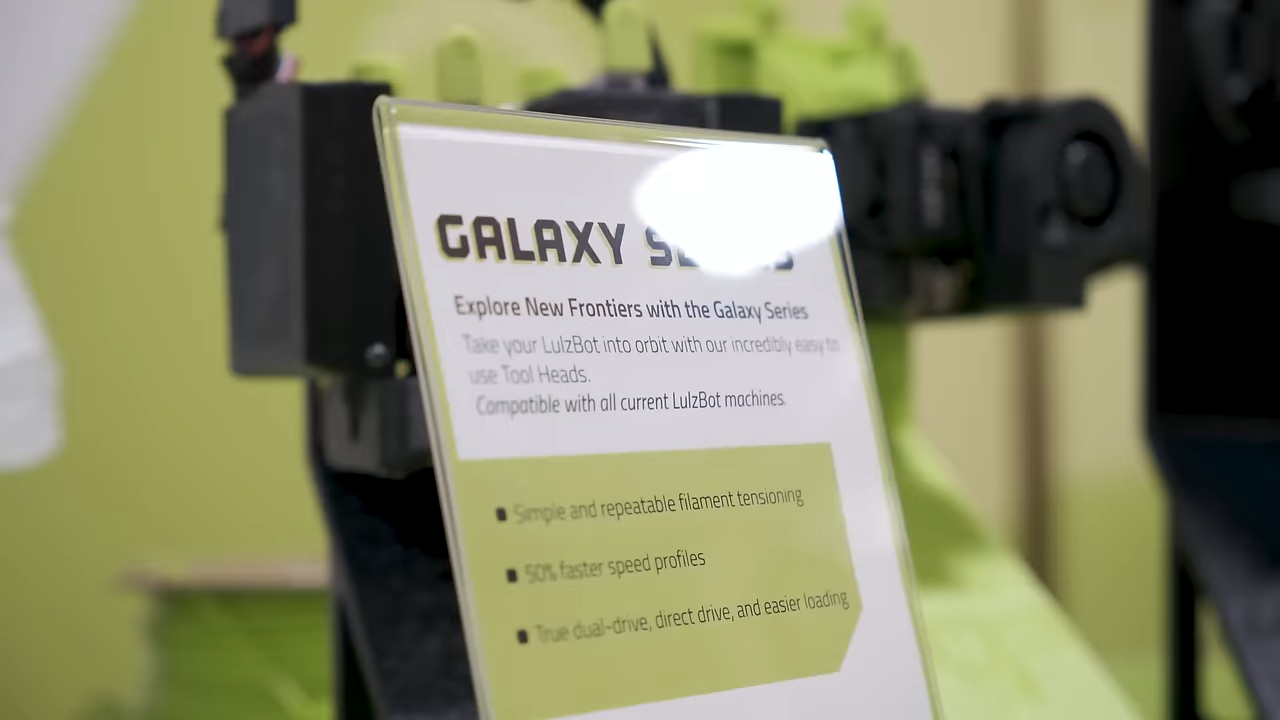 GALAXY SERIES
Explore New Frontiers with the Galaxy Series
Take your LulzBot into orbit with our incredibly easy to
use Tool Heads.
Compatible with all current LulzBot machines.
Simple and repeatable filament tensioning
50% faster speed profiles
True dual-drive, direct drive, and easier loading